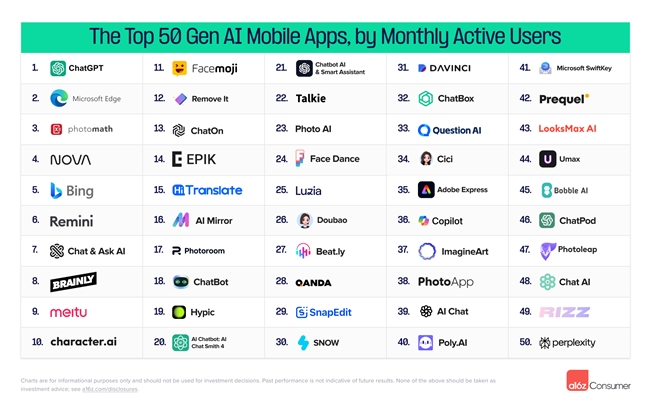 The Top 50 Gen AI Mobile Apps, by Monthly Active Users
1. ChatGPT
2. Microsoft Edge
3. photomath
4. NOVA
5. Bing
6. Remini
7. Chat & Ask AI
8. BRAINLY
9. meitu
10. character.ai
11. Facemoji
12. Remove It
13. ChatOn
14. EPIK
15. Hi Translate
16. AI Mirror
17. Photoroom
18. ChatBot
19. Hypic
20. AI Chatbot: AI
Chat Smith 4
21. Chatbot AI
& Smart Assistant
22. Talkie
23. Photo AI
24. Face Dance
25. Luzia
26. Doubao
27. Beat.ly
28. QANDA
29. SnapEdit
30. SNOW
31. DAVINCI
32. ChatBox
33. Question AI
34. Cici
35. Adobe Express
36. Copilot
37. ImagineArt
38. PhotoApp
39. AI Chat
40. Poly.AI
41. Microsoft SwiftKey
42. Prequel
43. LooksMax AI
44. U Umax
45. Bobble AI
46. ChatPod
47. Photoleap
48. Chat AI
49. RIZZ
50. perplexity
Charts are for informational purposes only and should not be used for investment decisions. Past performance is not indicative of future results. None of the above should be taken as
investment advice; see a16z.com/disclosures.
a16z Consumer